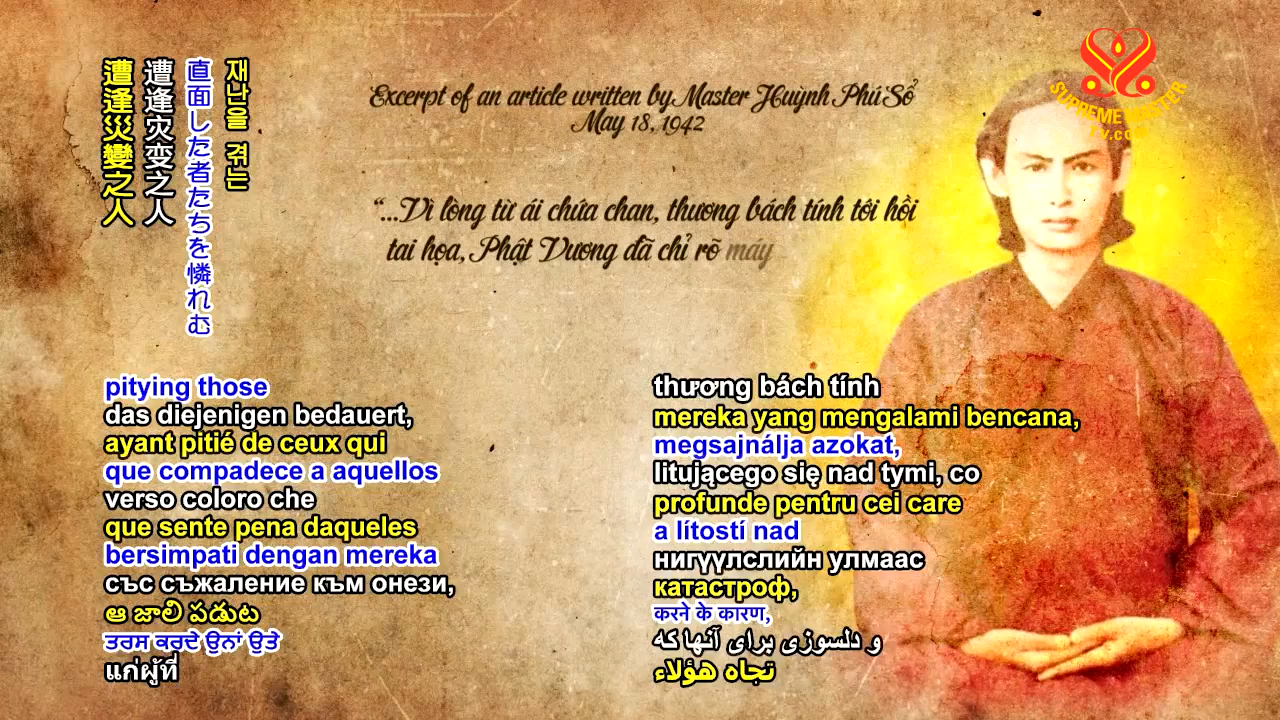 재난을 겪는
直面した者たちを憐れむ
遭逢灾变之人
遭逢災變之人
SUPREME MASTER
TV.com
Excerpt of an article written by Master Huỳnh Phú Sổ
May 18, 1942
“...Vì lòng từ ái chứa chan, thương bách tính tới hồi
tai họa, Phật Vương đã chỉ rõ máy
pitying those
das diejenigen bedauert,
ayant pitié de ceux qui
que compadece a aquellos
verso coloro che
que sente pena daqueles
bersimpati dengan mereka
със съжаление към онези,
ఆ జాలి పడుట
ਤਰਸ ਕਰਦੇ ਉਨਾਂ ਉਤੇ
แก่ผู้ที่
thương bách tính
mereka yang mengalami bencana,
megsajnálja azokat,
litującego się nad tymi, co
profunde pentru cei care
a lítostí nad
нигүүлслийн улмаас
катастроф,
करने के कारण,
و دلسوزی برای آنها که
تجاه هؤلاء